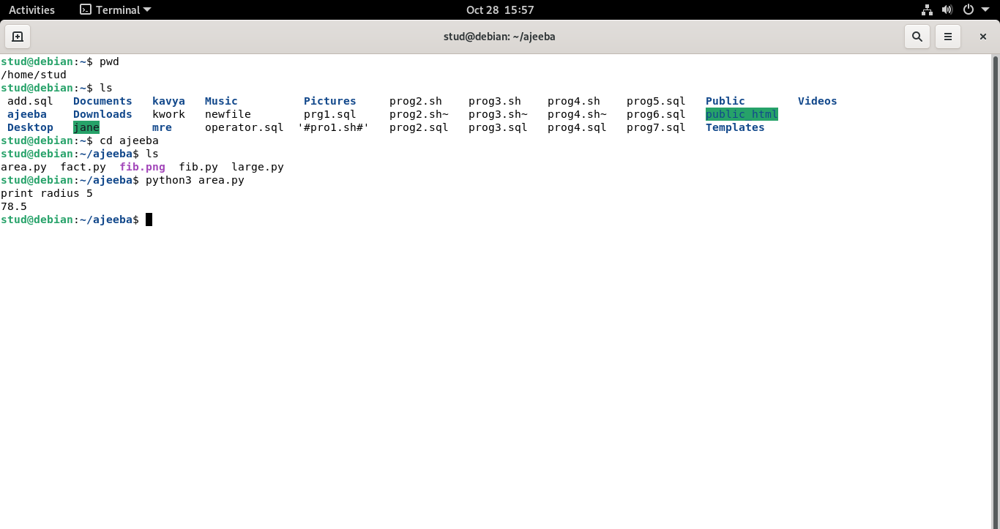 Activities Terminal Oct 28 15:57
stud@debian: ~/ajeeba
stud@debian:~$ pwd
/home/stud
stud@debian:~$ ls
add.sql Documents kavya Music Pictures prog2.sh prog3.sh prog4.sh prog5.sql Public Videos
ajeeba Downloads kwork newfile prg1.sql prog2.sh~ prog3.sh~ prog4.sh~ prog6.sql public_html
Desktop jane mre operator.sql '#pro1.sh#' prog2.sql prog3.sql prog4.sql prog7.sql Templates
stud@debian:~$ cd ajeeba
stud@debian:~/ajeeba$ ls
area.py fact.py fib.png fib.py large.py
stud@debian:~/ajeeba$ python3 area.py
print radius 5
78.5
stud@debian:~/ajeeba$